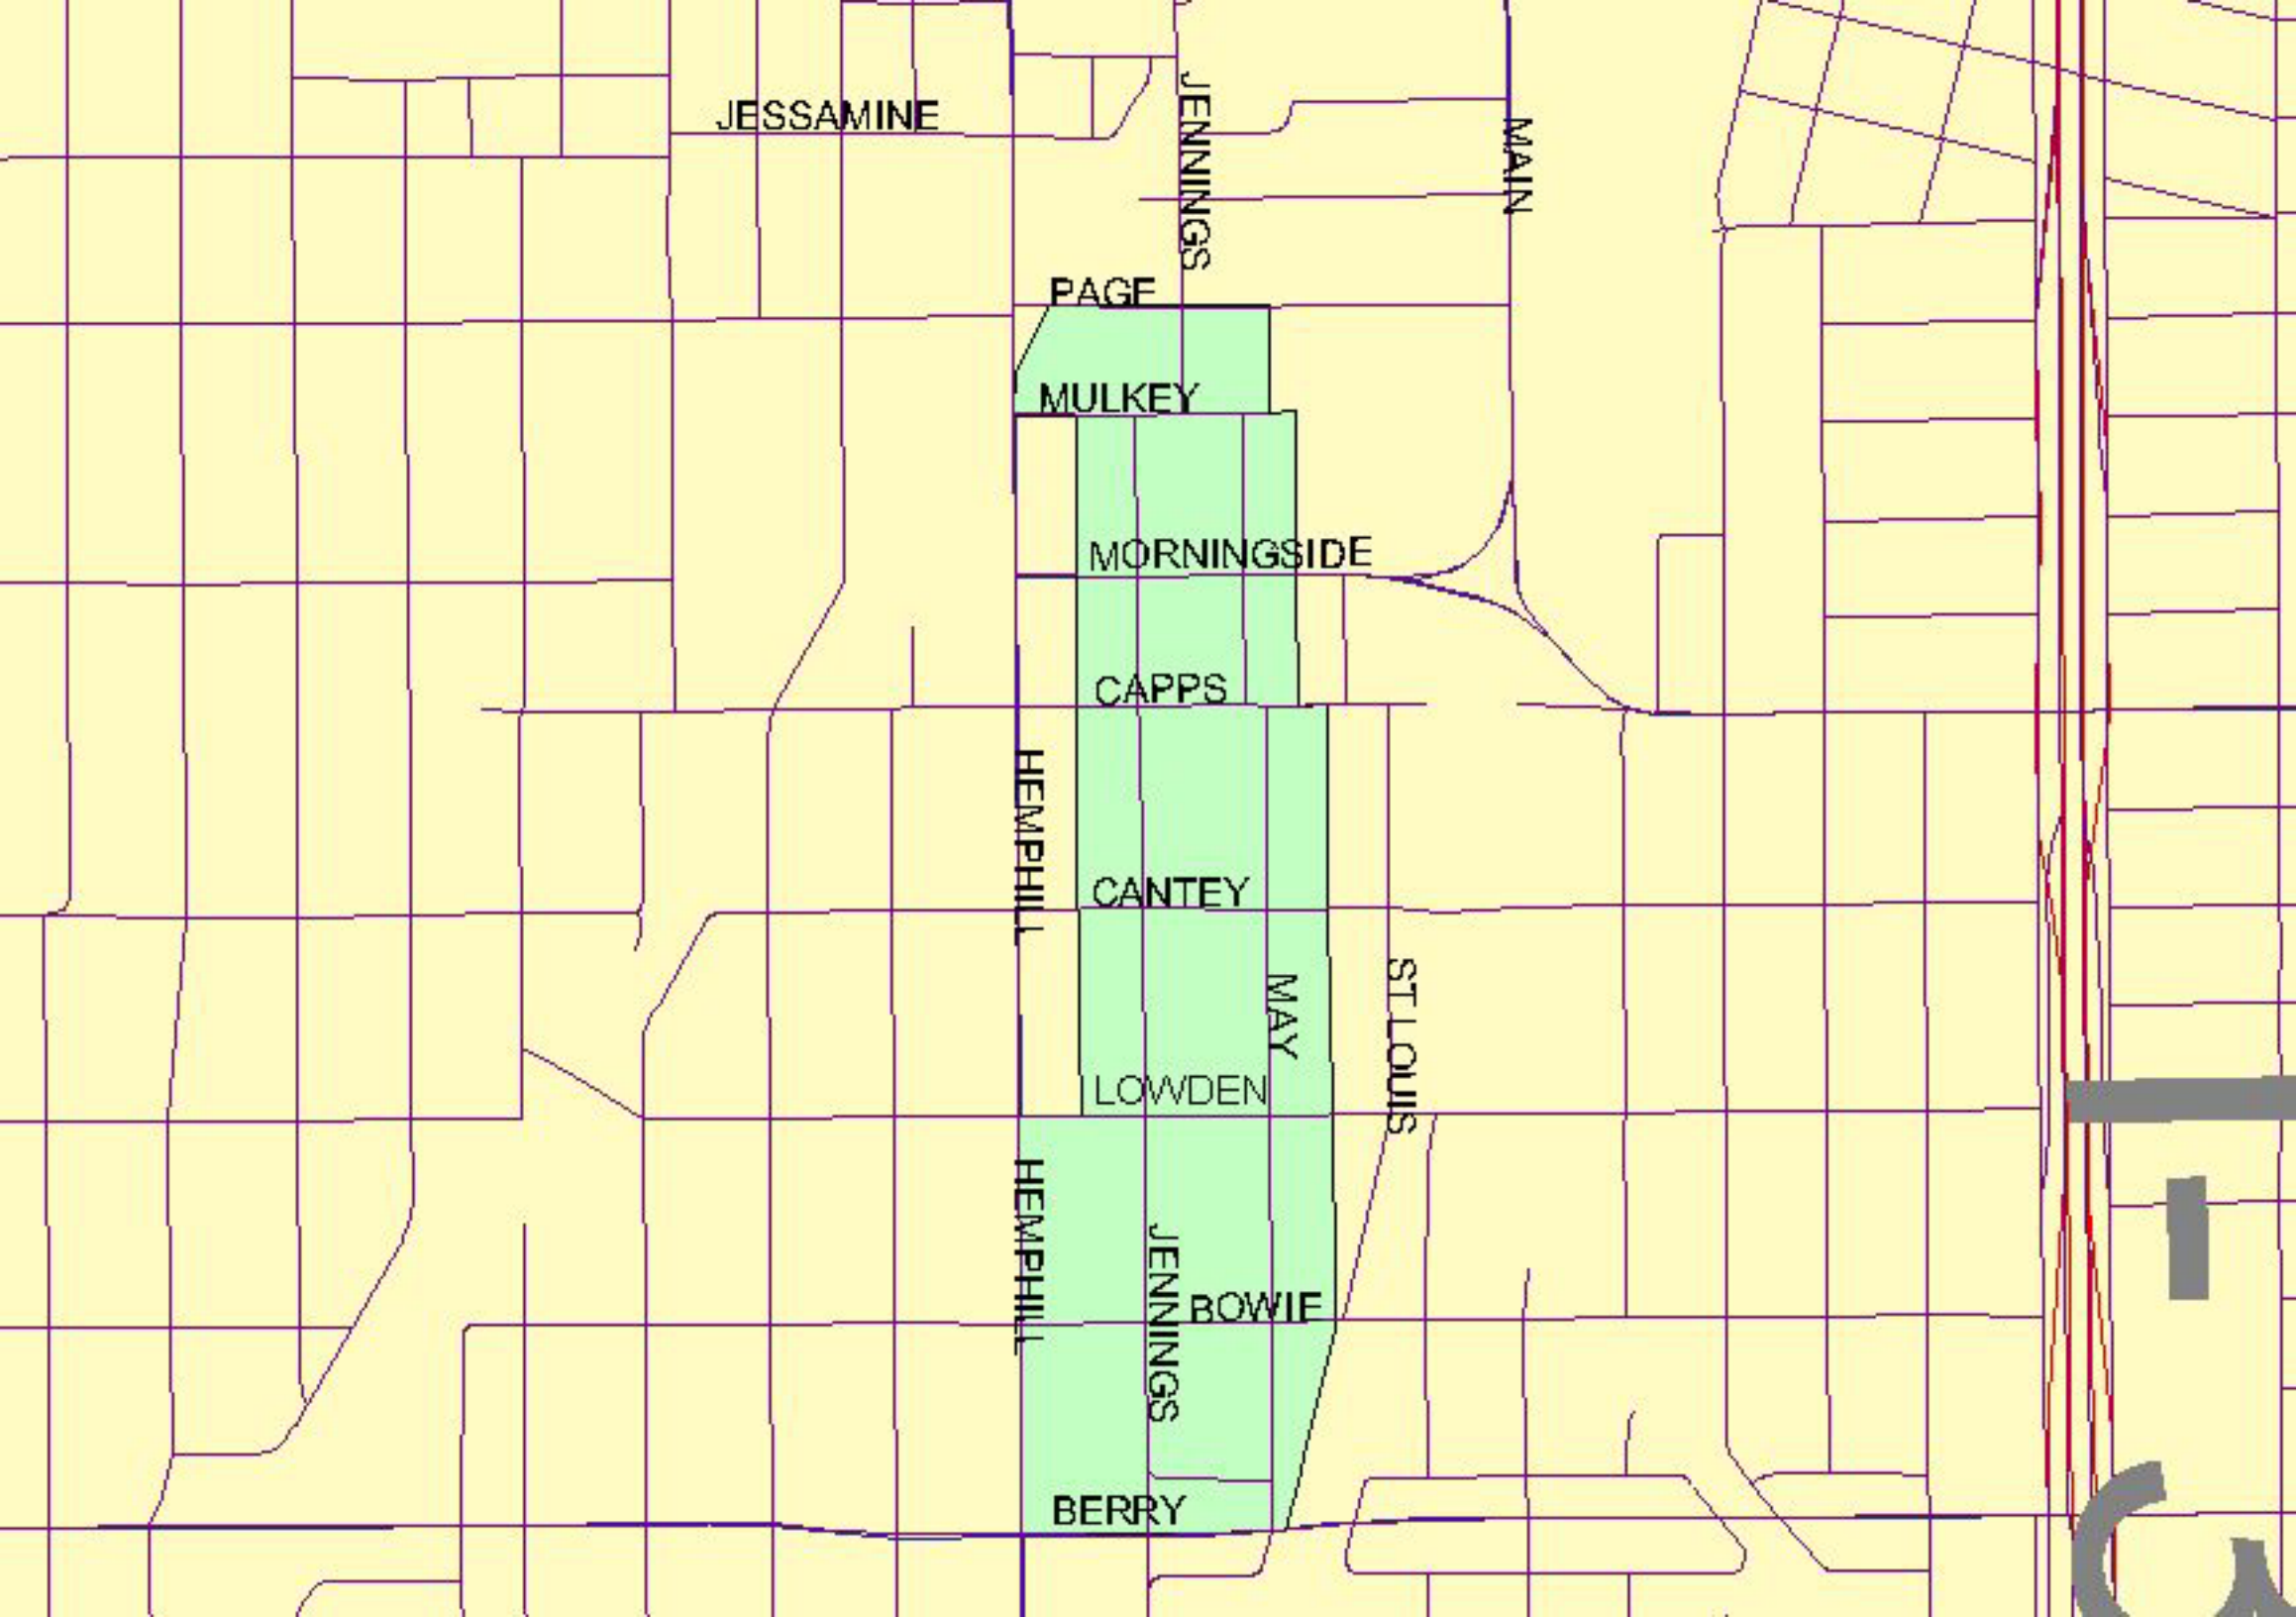 JESSAMINE
JENNINGS
MAIN
PAGE
MULKEY
MORNINGSIDE
CAPPS
HEMPHILL
CANTEY
MAY
ST LOUIS
LOWDEN
HEMPHILL
JENNINGS
BOWIE
BERRY